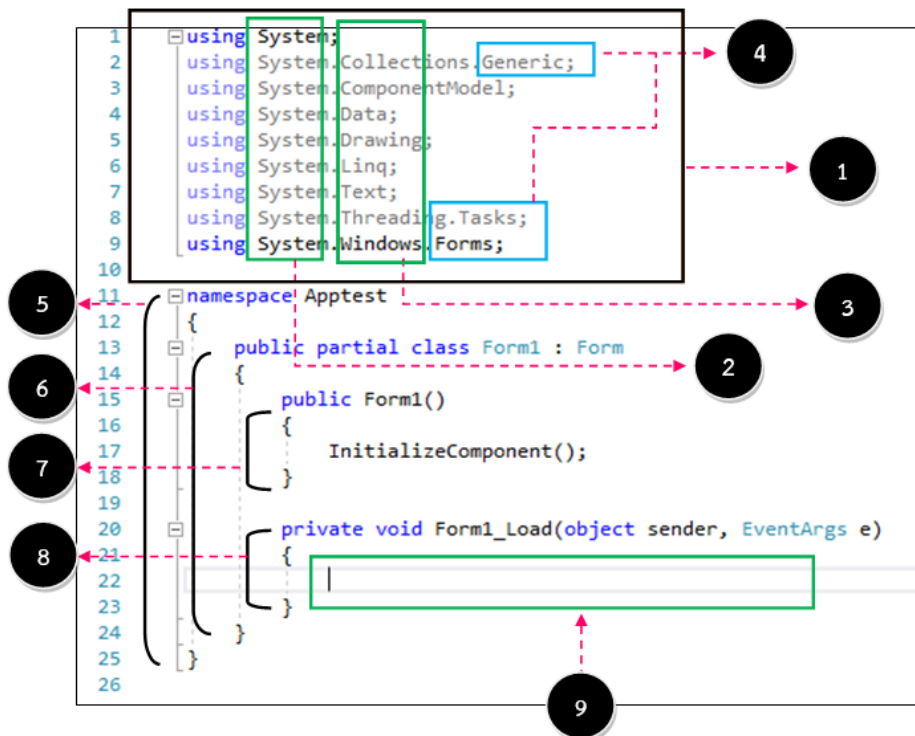 1 using System;
2 using System.Collections.Generic;
3 using System.ComponentModel;
4 using System.Data;
5 using System.Drawing;
6 using System.Linq;
7 using System.Text;
8 using System.Threading.Tasks;
9 using System.Windows.Forms;
10
11 namespace Apptest
12 {
13 public partial class Form1 : Form
14 {
15 public Form1()
16 {
17 InitializeComponent();
18 }
19
20 private void Form1_Load(object sender, EventArgs e)
21 {
22
23 }
24 }
25 }
26
4
1
3
2
5
6
7
8
9